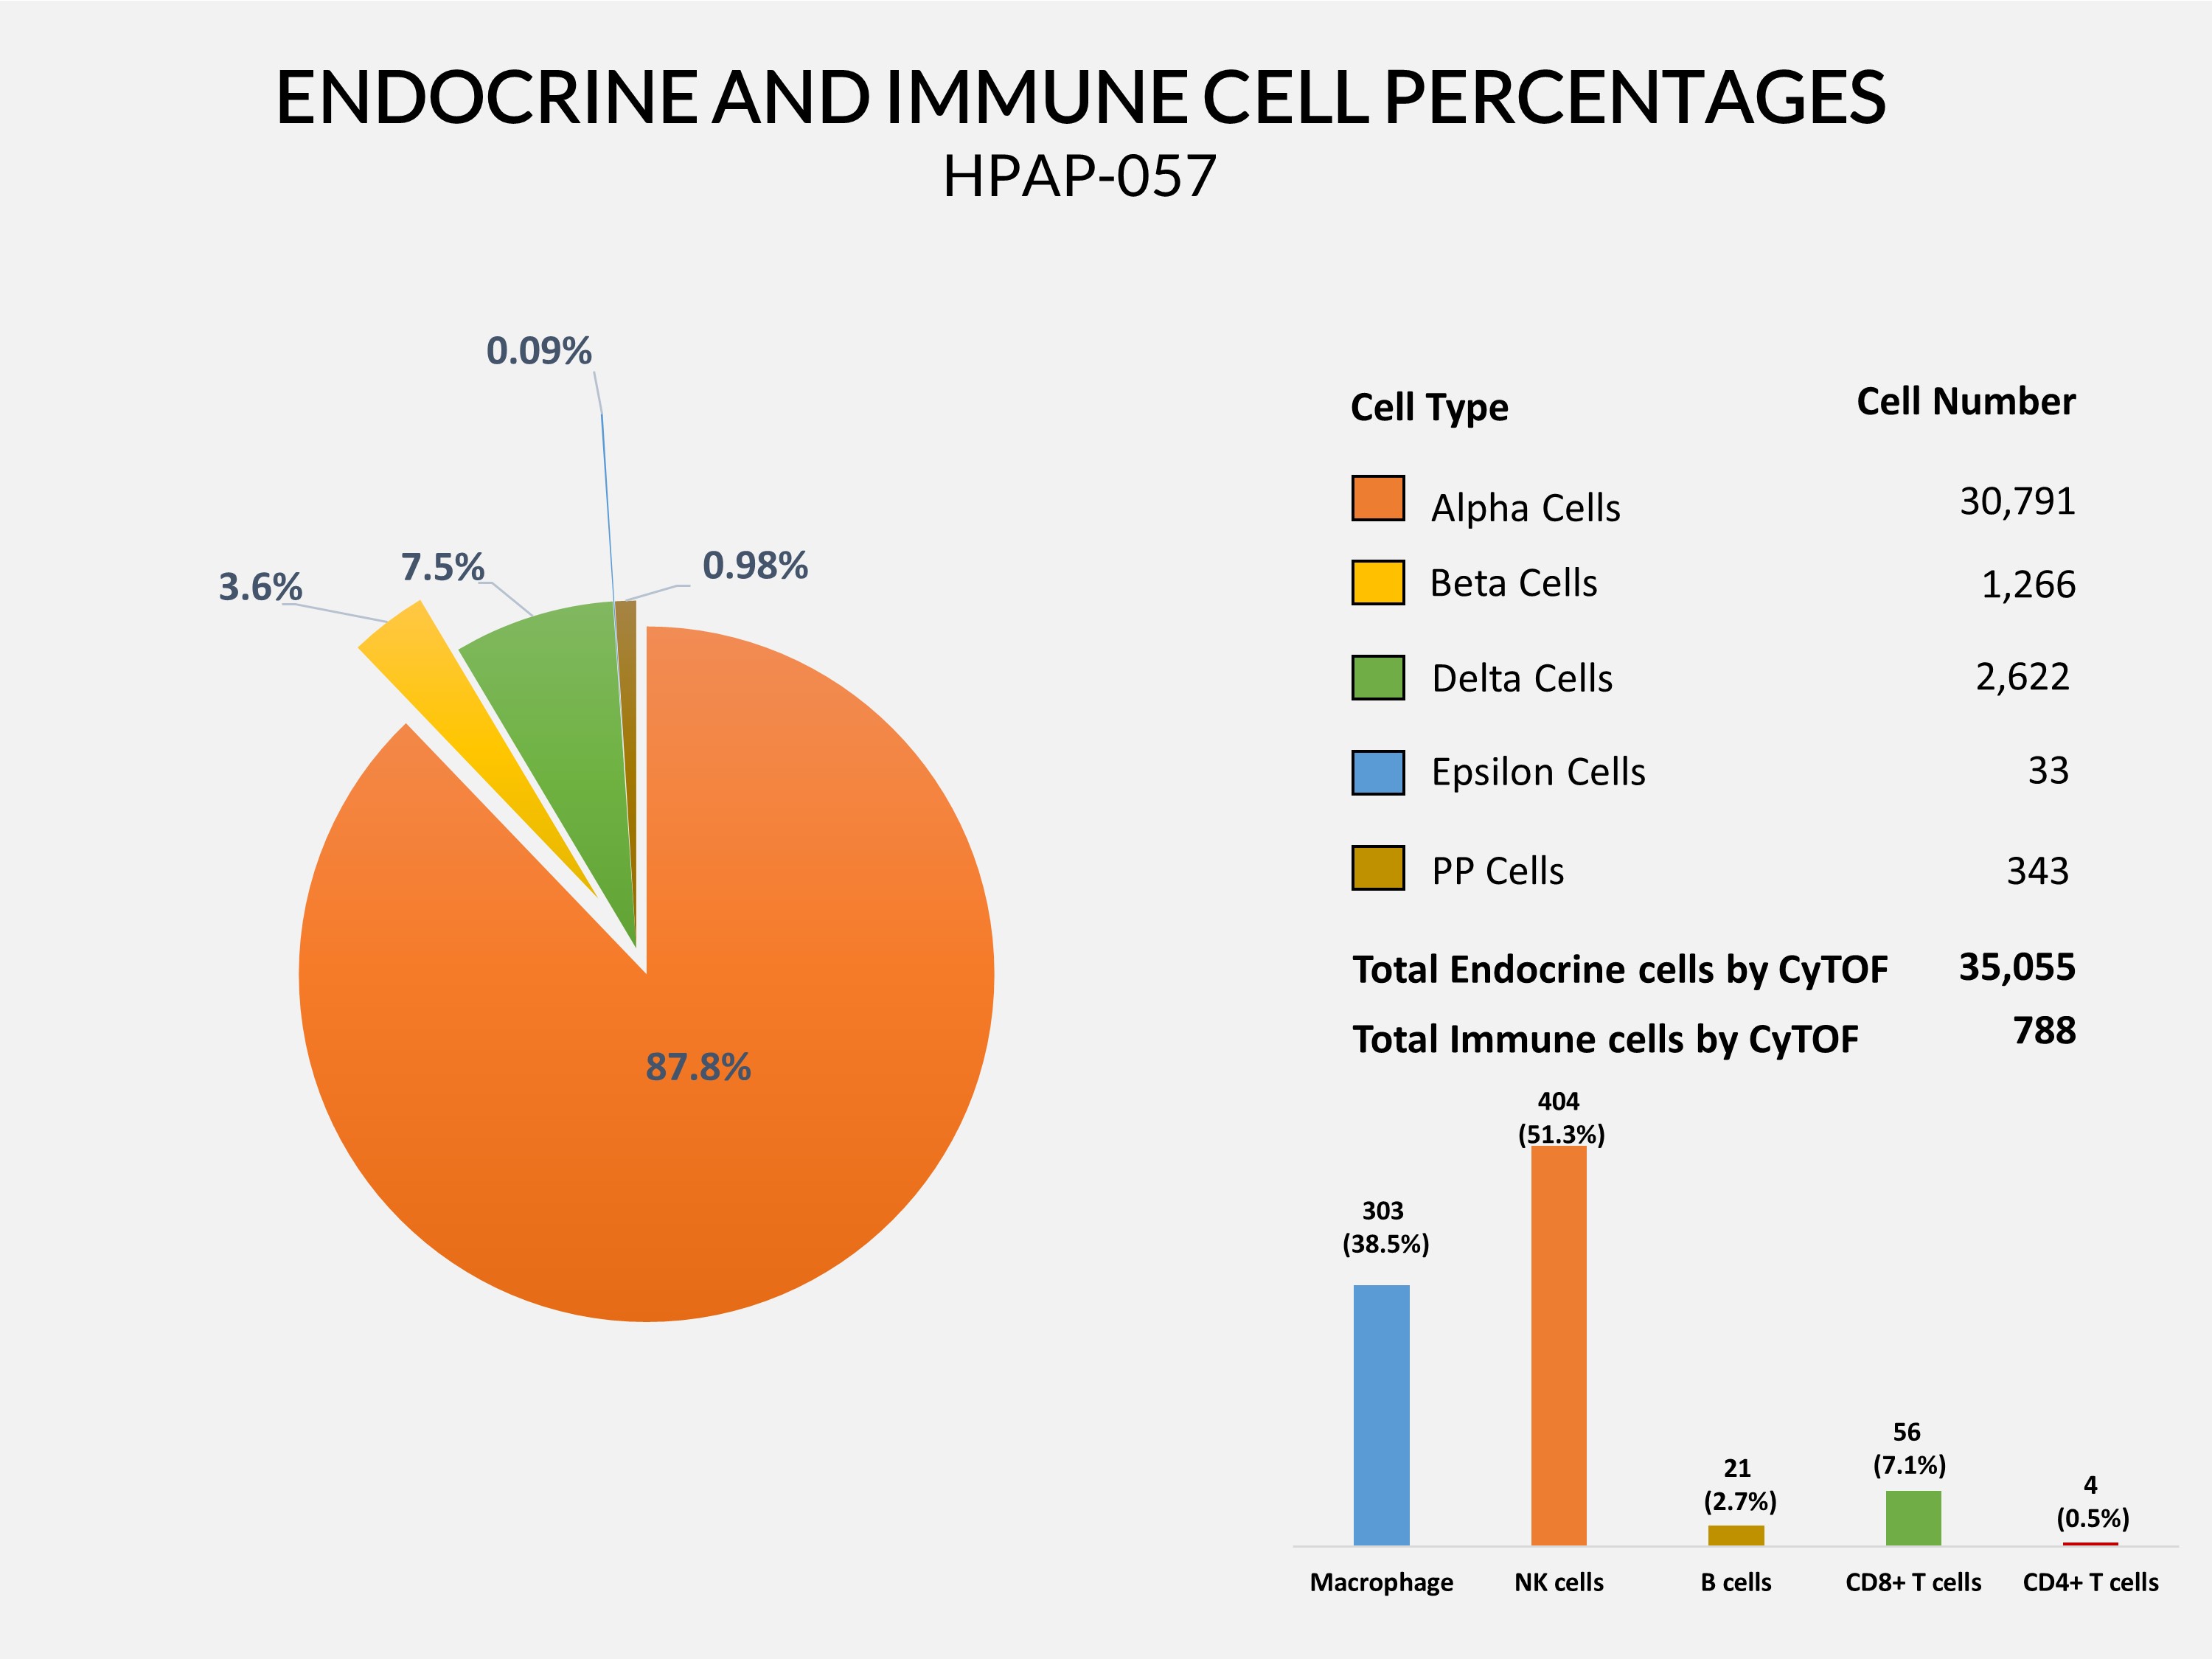 ENDOCRINE AND IMMUNE CELL PERCENTAGES
HPAP-057
0.09%
3.6%
7.5%
0.98%
87.8%
Cell Type Cell Number
Alpha Cells 30,791
Beta Cells 1,266
Delta Cells 2,622
Epsilon Cells 33
PP Cells 343
Total Endocrine cells by CyTOF 35,055
Total Immune cells by CyTOF 788
303
(38.5%)
404
(51.3%)
21
(2.7%)
56
(7.1%)
4
(0.5%)
Macrophage NK cells B cells CD8+ T cells CD4+ T cells